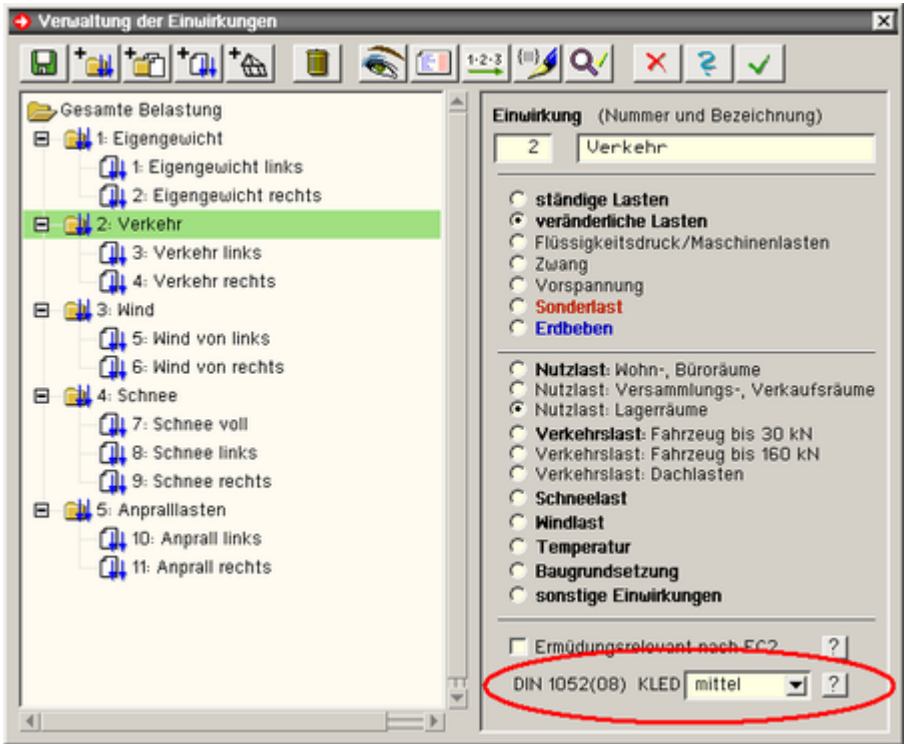 Verwaltung der Einwirkungen
1-2-3
Gesamte Belastung
1: Eigengewicht
1: Eigengewicht links
2: Eigengewicht rechts
2: Verkehr
3: Verkehr links
4: Verkehr rechts
3: Wind
5: Wind von links
6: Wind von rechts
4: Schnee
7: Schnee voll
8: Schnee links
9: Schnee rechts
5: Anpralllasten
10: Anprall links
11: Anprall rechts
Einwirkung (Nummer und Bezeichnung)
2 Verkehr
ständige Lasten
veränderliche Lasten
Flüssigkeitsdruck/Maschinenlasten
Zwang
Vorspannung
Sonderlast
Erdbeben
Nutzlast: Wohn-, Büroräume
Nutzlast: Versammlungs-, Verkaufsräume
Nutzlast: Lagerräume
Verkehrslast: Fahrzeug bis 30 kN
Verkehrslast: Fahrzeug bis 160 kN
Verkehrslast: Dachlasten
Schneelast
Windlast
Temperatur
Baugrundsetzung
sonstige Einwirkungen
Ermüdungsrelevant nach EC2 ?
DIN 1052(08) KLED mittel ?